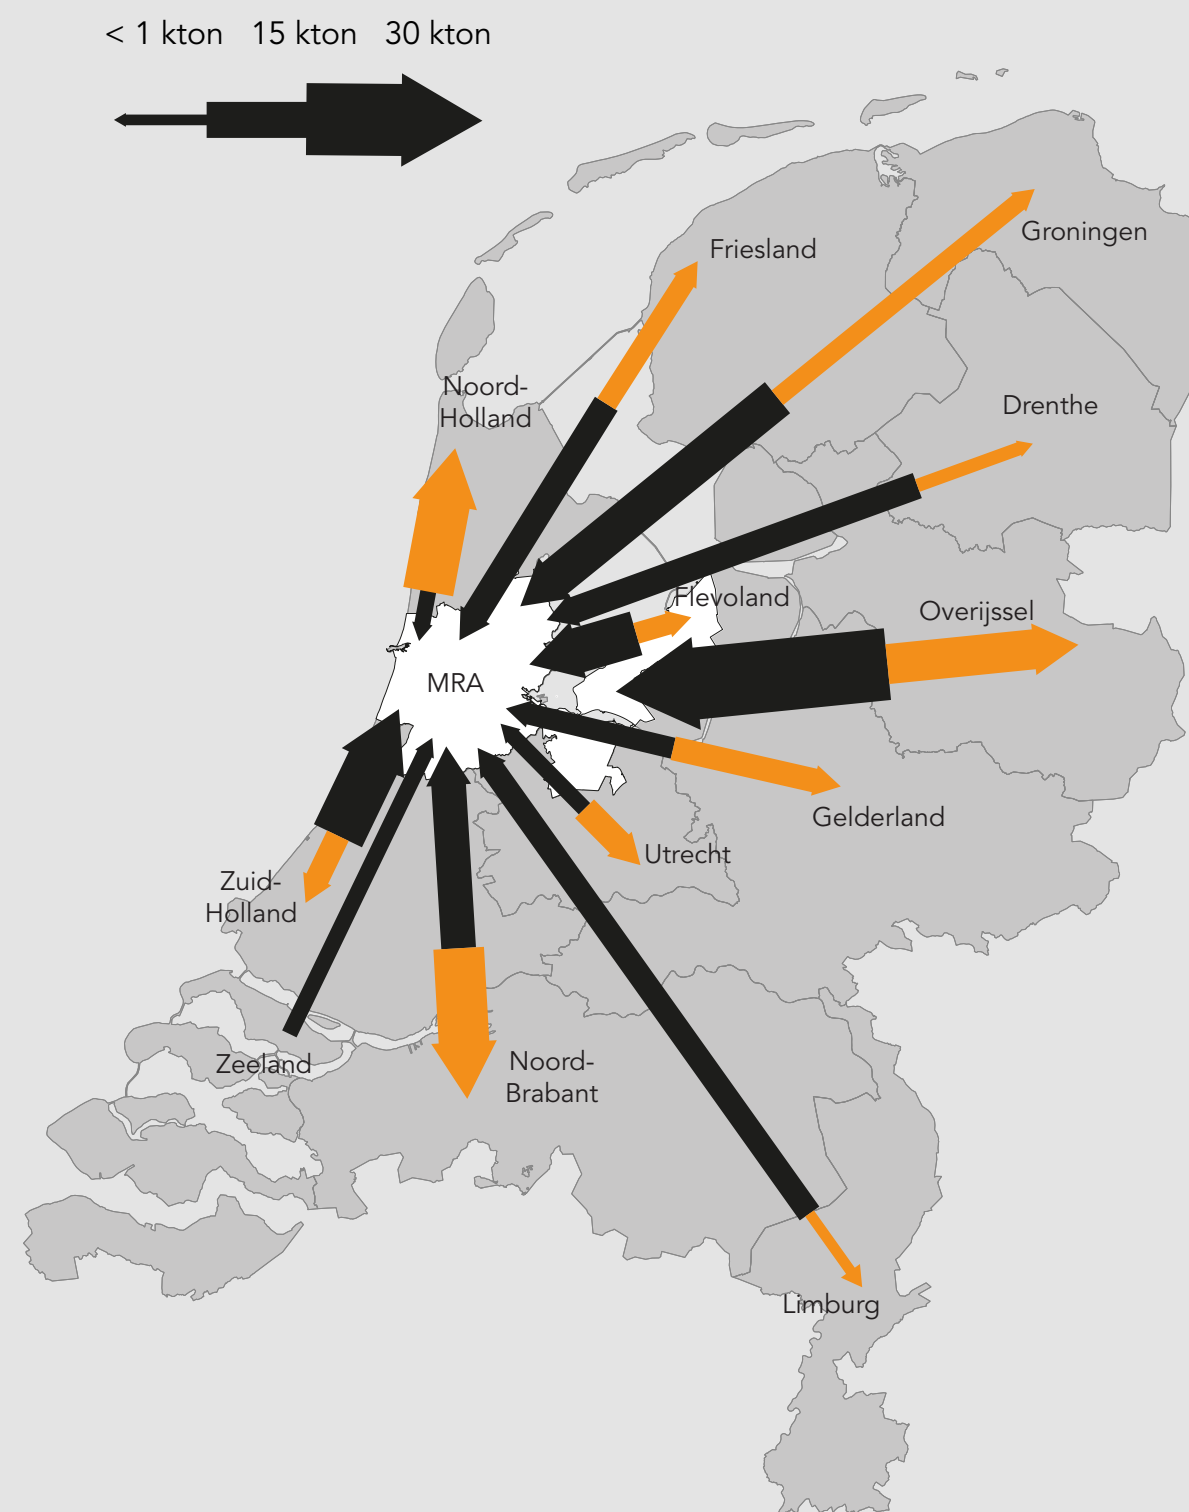 < 1 kton 15 kton 30 kton
Groningen
Friesland
Noord-
Holland
Drenthe
Flevoland
Overijssel
MRA
Gelderland
Utrecht
Zuid-
Holland
Zeeland
Noord-
Brabant
Limburg